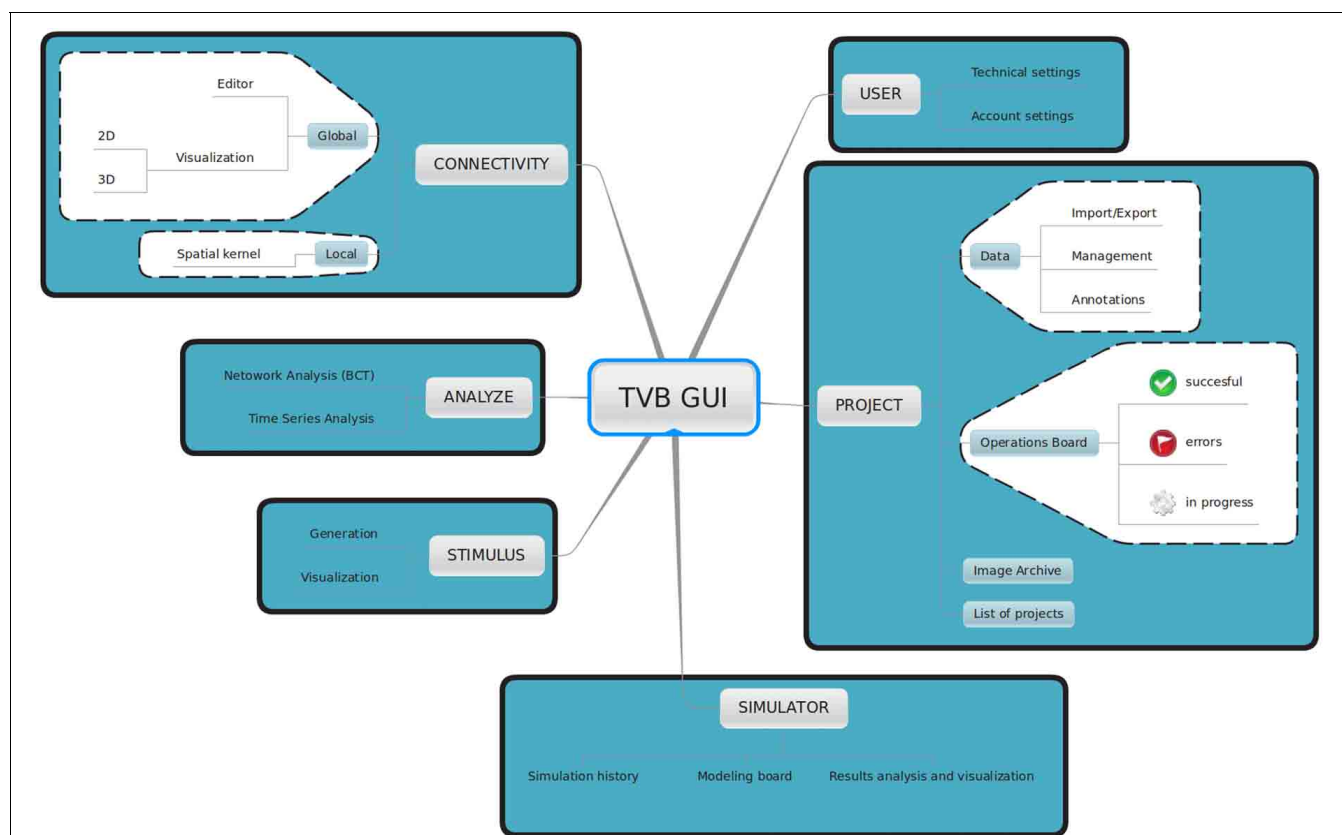 Editor
Global
2D
Visualization
3D
CONNECTIVITY
Spatial kernel
Local
USER
Technical settings
Account settings
Import/Export
Data
Management
Annotations
PROJECT
succesful
Operations Board
errors
in progress
Image Archive
List of projects
TVB GUI
Netowork Analysis (BCT)
ANALYZE
Time Series Analysis
Generation
STIMULUS
Visualization
SIMULATOR
Simulation history
Modeling board
Results analysis and visualization